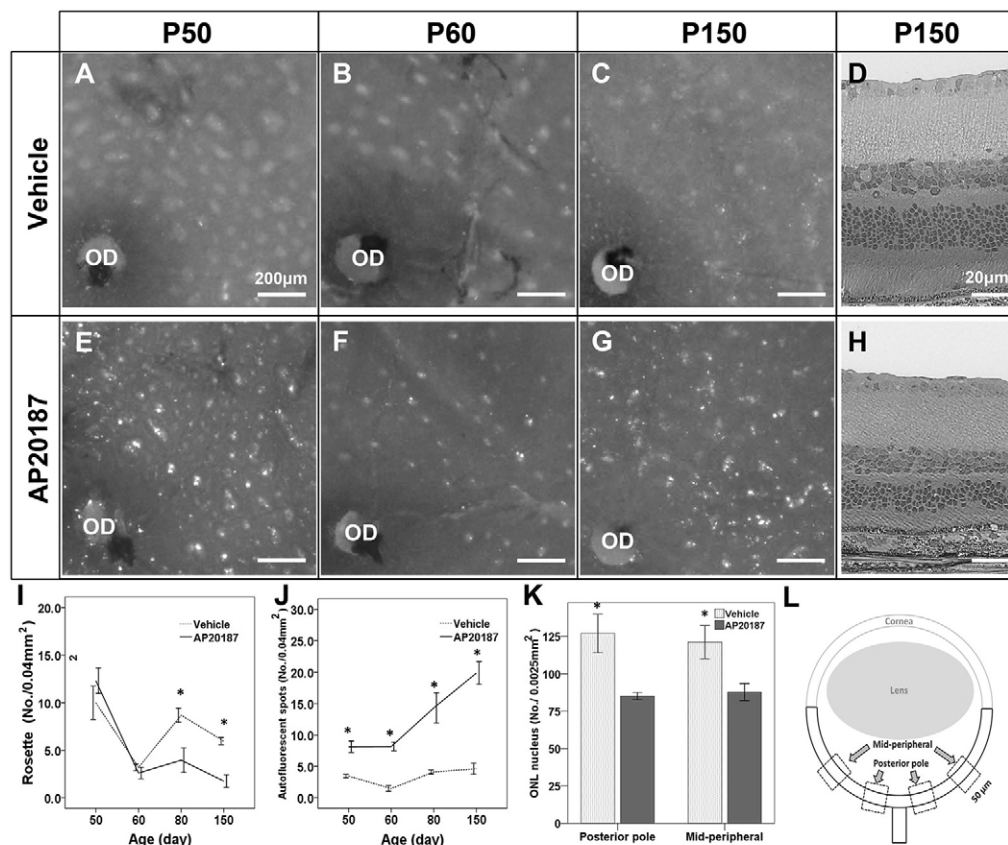 P50 P60 P150 P150
Vehicle
A B C D
OD OD OD
200µm 20µm
AP20187
E F G H
OD OD OD
I J K L
Rosette (No./0.04mm²)
2
20.0
15.0
10.0
5.0
0.0
Vehicle
AP20187
*
*
50 60 80 150
Age (day)
Autofluorescent spots (No./0.04mm²)
30.0
25.0
20.0
15.0
10.0
5.0
0.0
Vehicle
AP20187
* * * *
50 60 80 150
Age (day)
ONL nucleus (No./ 0.0025mm²)
125
100
75
50
25
0
Vehicle
AP20187
* *
Posterior pole Mid-peripheral
Cornea
Lens
Mid-peripheral
Posterior pole
50 µm